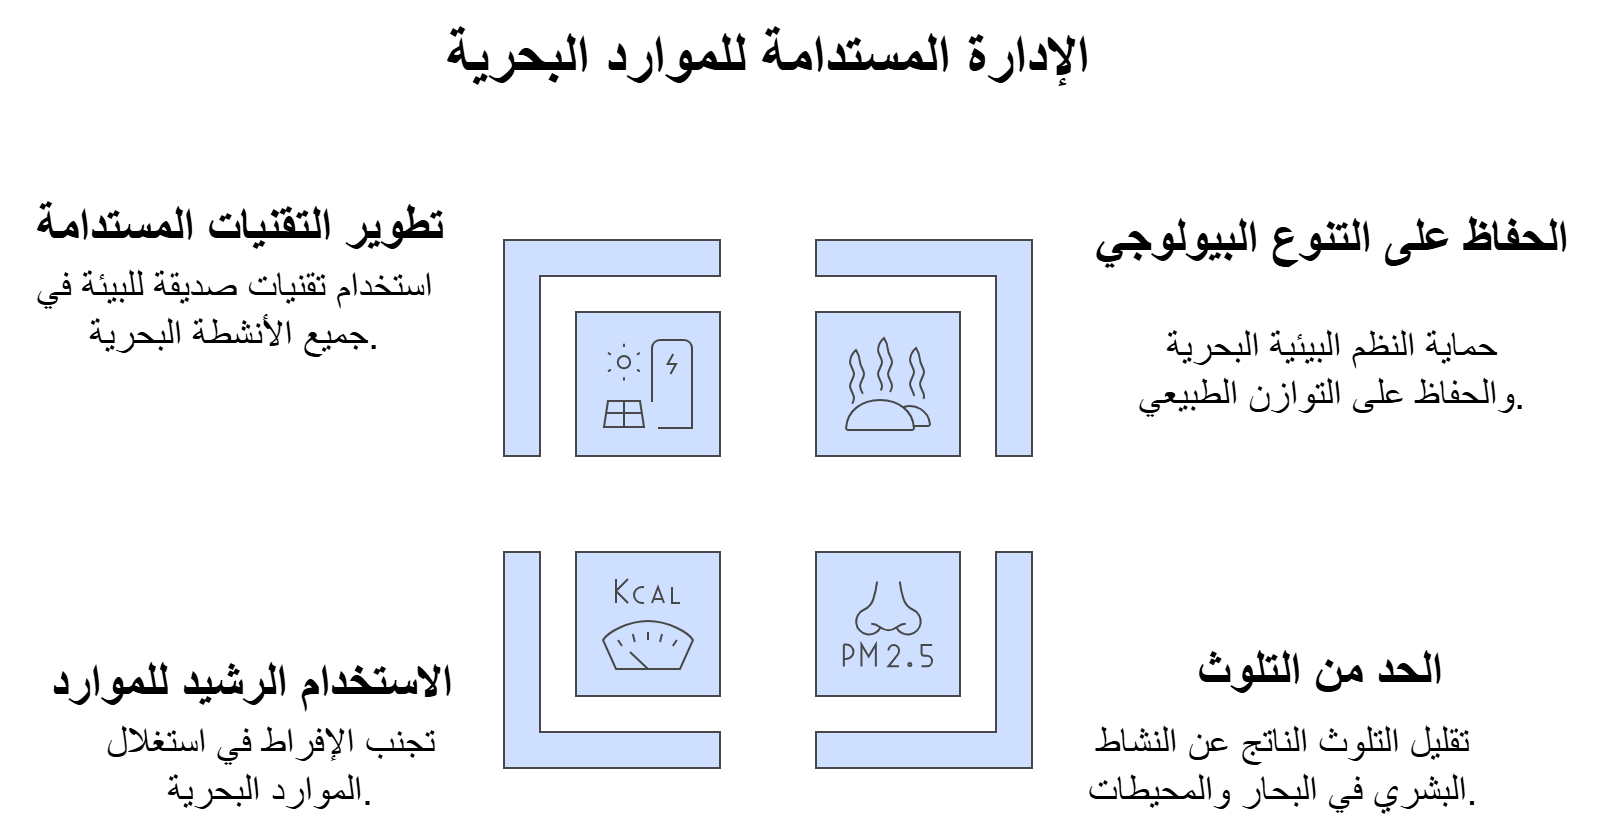 الإدارة المستدامة للموارد البحرية
الحفاظ على التنوع البيولوجي
حماية النظم البيئية البحرية
والحفاظ على التوازن الطبيعي.
تطوير التقنيات المستدامة
استخدام تقنيات صديقة للبيئة في
جميع الأنشطة البحرية.
الحد من التلوث
تقليل التلوث الناتج عن النشاط
البشري في البحار والمحيطات.
PM2.5
KCAL
الاستخدام الرشيد للموارد
تجنب الإفراط في استغلال
الموارد البحرية.